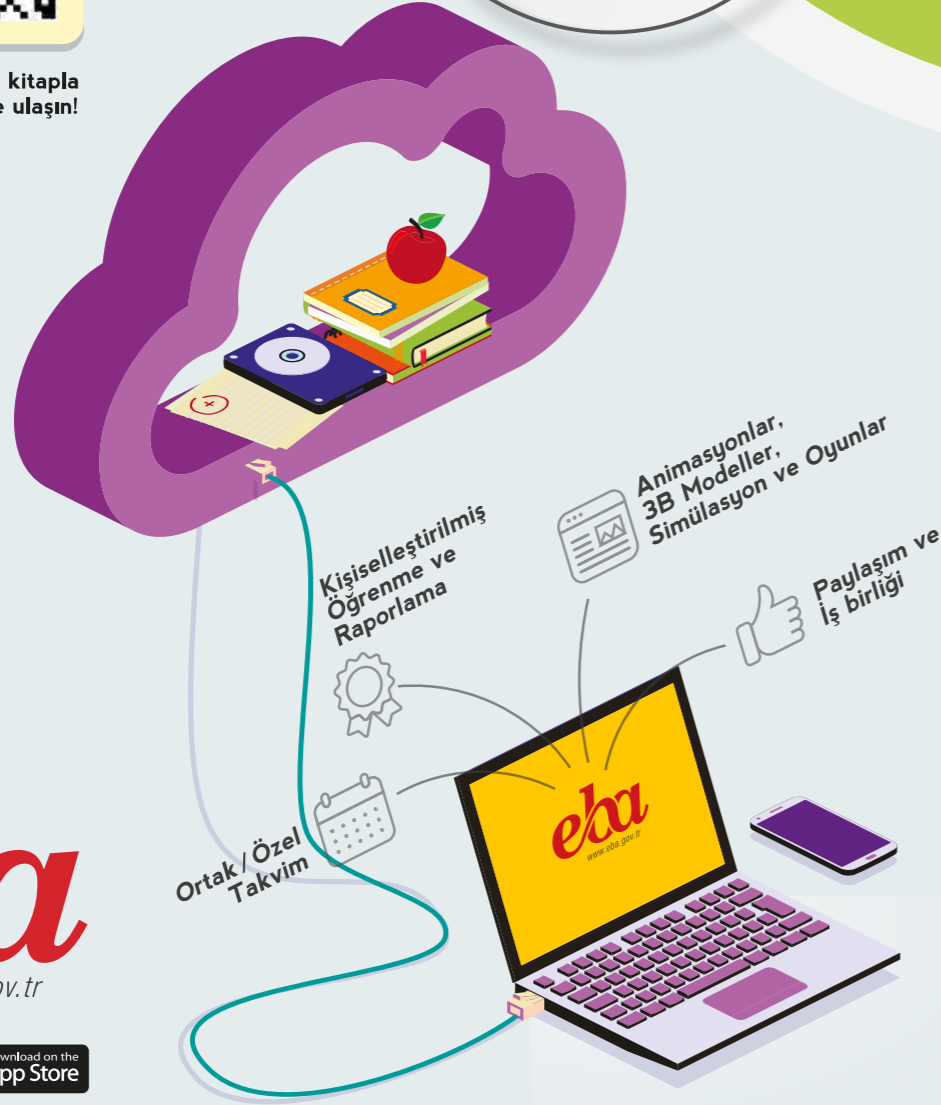 kitapla
ulaşın!
Animasyonlar,
3B Modeller,
Simülasyon ve Oyunlar
Kişiselleştirilmiş
Öğrenme ve
Raporlama
Paylaşım ve
İş birliği
Ortak / Özel
Takvim
eba
www.eba.gov.tr
a
ov.tr
wnload on the
pp Store